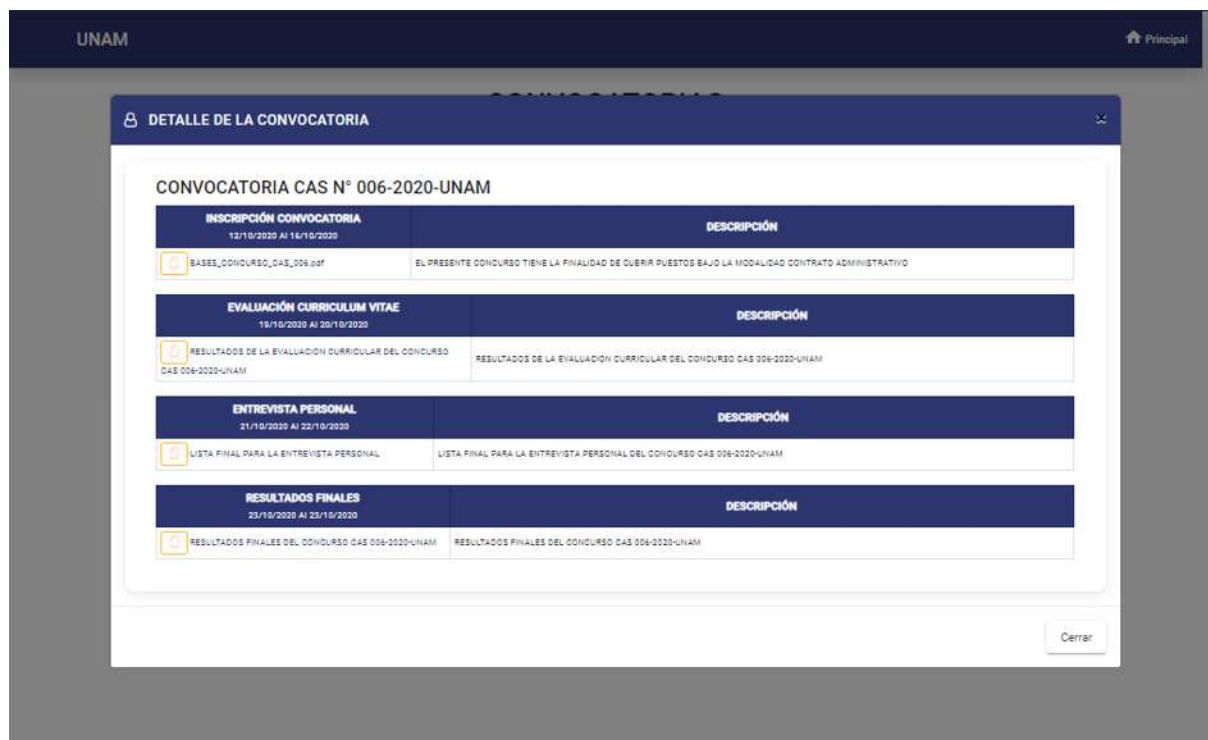 UNAM
Principal
CONVOCATORIAS
DETALLE DE LA CONVOCATORIA
CONVOCATORIA CAS N° 006-2020-UNAM
INSCRIPCIÓN CONVOCATORIA
12/10/2020 Al 16/10/2020
DESCRIPCIÓN
BASES_CONCURSO_CAS_006.pdf
EL PRESENTE CONCURSO TIENE LA FINALIDAD DE CUBRIR PUESTOS BAJO LA MODALIDAD CONTRATO ADMINISTRATIVO
EVALUACIÓN CURRICULUM VITAE
19/10/2020 Al 20/10/2020
DESCRIPCIÓN
RESULTADOS DE LA EVALUACION CURRICULAR DEL CONCURSO
CAS 006-2020-UNAM
RESULTADOS DE LA EVALUACION CURRICULAR DEL CONCURSO CAS 006-2020-UNAM
ENTREVISTA PERSONAL
21/10/2020 Al 22/10/2020
DESCRIPCIÓN
LISTA FINAL PARA LA ENTREVISTA PERSONAL
LISTA FINAL PARA LA ENTREVISTA PERSONAL DEL CONCURSO CAS 006-2020-UNAM
RESULTADOS FINALES
23/10/2020 Al 23/10/2020
DESCRIPCIÓN
RESULTADOS FINALES DEL CONCURSO CAS 006-2020-UNAM
RESULTADOS FINALES DEL CONCURSO CAS 006-2020-UNAM
Cerrar